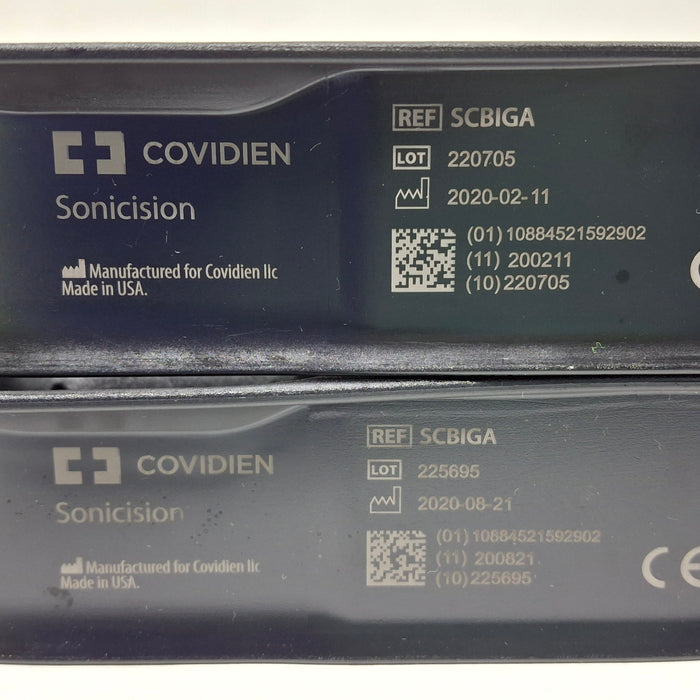 COVIDIEN
Sonicision
Manufactured for Covidien llc
Made in USA.
REF SCBIGA
LOT 220705
2020-02-11
(01)10884521592902
(11) 200211
(10)220705
COVIDIEN
Sonicision
Manufactured for Covidien llc
Made in USA.
REF SCBIGA
LOT 225695
2020-08-21
(01)10884521592902
(11) 200821
(10)225695
CE